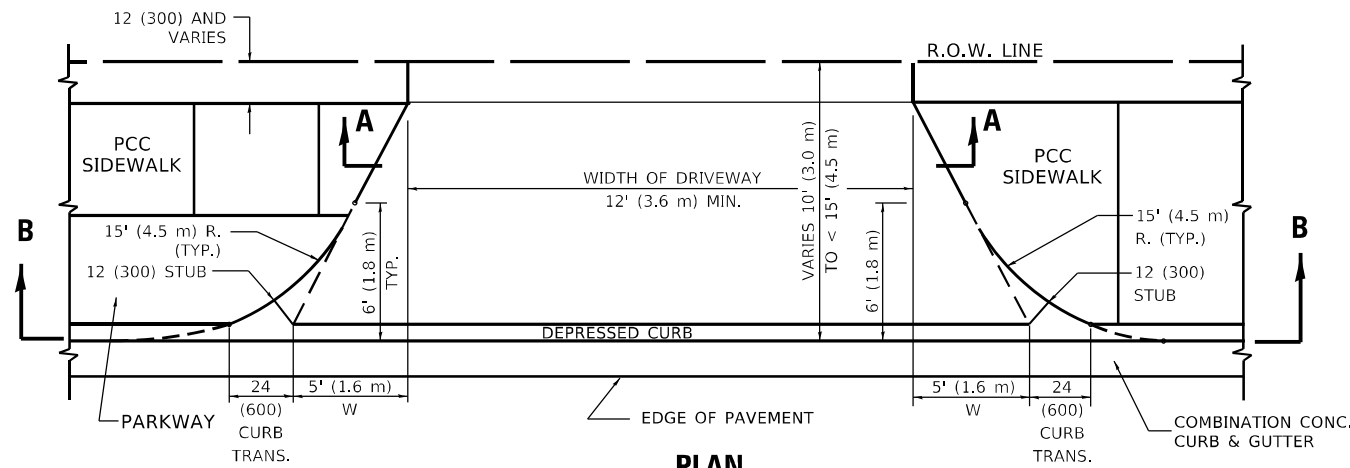 12 (300) AND
VARIES
R.O.W. LINE
A
A
PCC
SIDEWALK
PCC
SIDEWALK
WIDTH OF DRIVEWAY
12' (3.6 m) MIN.
VARIES 10' (3.0 m)
TO < 15' (4.5 m)
B
B
15' (4.5 m) R.
(TYP.)
15' (4.5 m)
R. (TYP.)
12 (300) STUB
12 (300)
STUB
6' (1.8 m)
TYP.
6' (1.8 m)
DEPRESSED CURB
24
(600)
CURB
TRANS.
5' (1.6 m)
W
5' (1.6 m)
W
24
(600)
CURB
TRANS.
PARKWAY
EDGE OF PAVEMENT
COMBINATION CONC.
CURB & GUTTER
PLAN